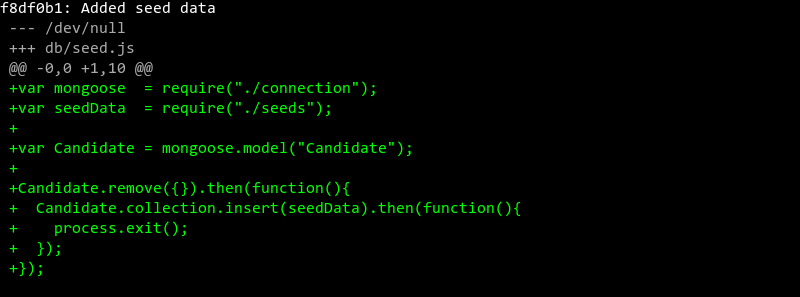 f8df0b1: Added seed data
--- /dev/null
+++ db/seed.js
@@ -0,0 +1,10 @@
+var mongoose  = require("./connection");
+var seedData  = require("./seeds");
+
+var Candidate = mongoose.model("Candidate");
+
+Candidate.remove({}).then(function(){
+  Candidate.collection.insert(seedData).then(function(){
+    process.exit();
+  });
+});